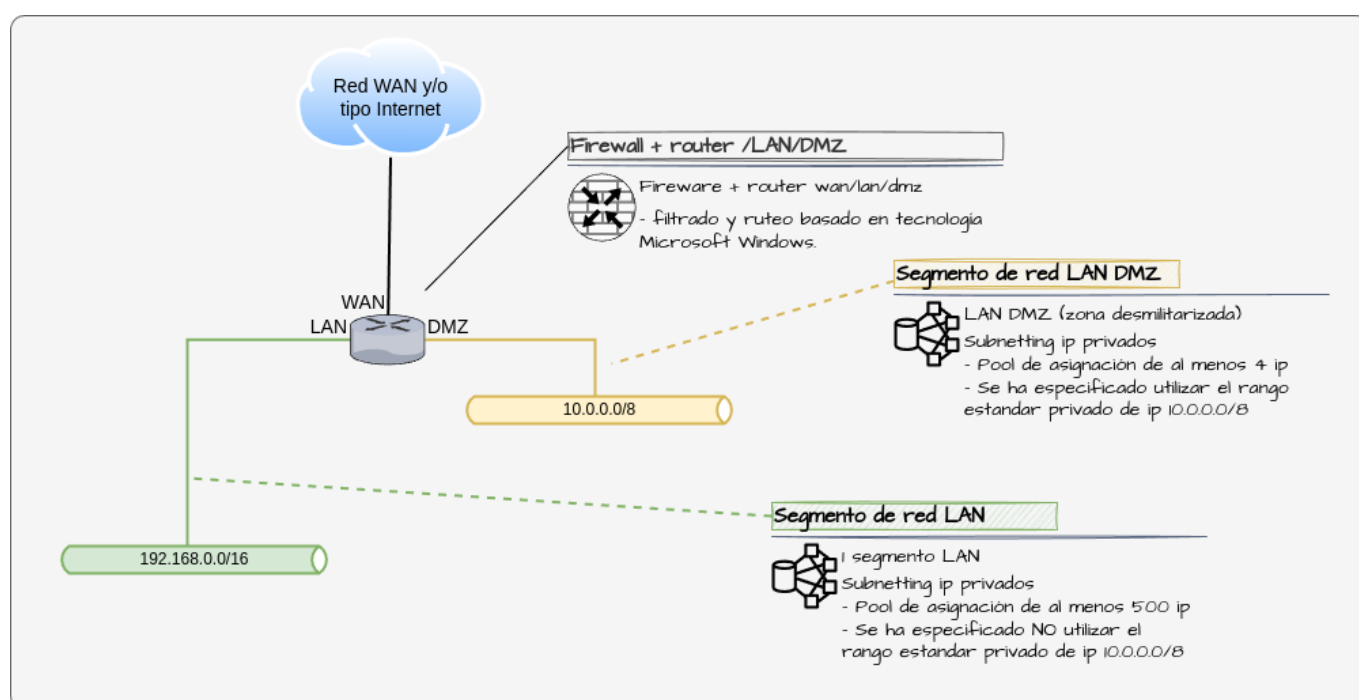 Red WAN y/o
tipo Internet
Firewall + router /LAN/DMZ
Fireware + router wan/lan/dmz
- filtrado y ruteo basado en tecnología
Microsoft Windows.
Segmento de red LAN DMZ
LAN DMZ (zona desmilitarizada)
Subnetting ip privados
- Pool de asignación de al menos 4 ip
- Se ha especificado utilizar el rango
estandar privado de ip 10.0.0.0/8
WAN
LAN
DMZ
10.0.0.0/8
Segmento de red LAN
1 segmento LAN
Subnetting ip privados
- Pool de asignación de al menos 500 ip
- Se ha especificado NO utilizar el
rango estandar privado de ip 10.0.0.0/8
192.168.0.0/16